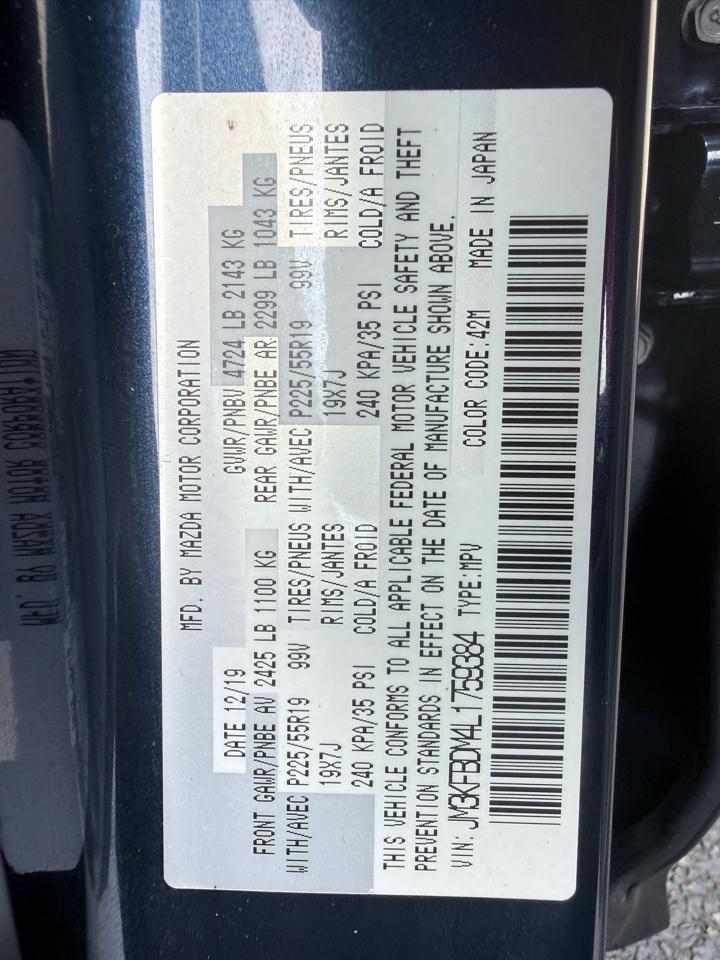 MFD. BY MAZDA MOTOR CORPORATION
DATE 12/19 GVWR/PNBV 4724 LB 2143 KG
FRONT GAWR/PNBE AV 2425 LB 1100 KG REAR GAWR/PNBE AR 2299 LB 1043 KG
WITH/AVEC P225/55R19 99V TIRES/PNEUS WITH/AVEC P225/55R19 99V TIRES/PNEUS
19X7J RIMS/JANTES 19X7J RIMS/JANTES
240 KPA/35 PSI COLD/A FROID 240 KPA/35 PSI COLD/A FROID
THIS VEHICLE CONFORMS TO ALL APPLICABLE FEDERAL MOTOR VEHICLE SAFETY AND THEFT
PREVENTION STANDARDS IN EFFECT ON THE DATE OF MANUFACTURE SHOWN ABOVE.
VIN: JM3KFBDM4L1759384 TYPE:MPV COLOR CODE:42M MADE IN JAPAN